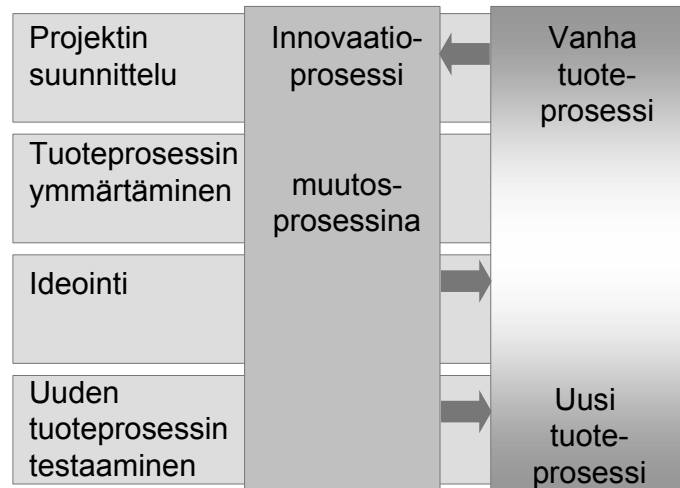 Projektin
suunnittelu
Innovaatio-
prosessi
Vanha
tuote-
prosessi
Tuoteprosessin
ymmärtäminen
muutos-
prosessina
Ideointi
Uuden
tuoteprosessin
testaaminen
Uusi
tuote-
prosessi